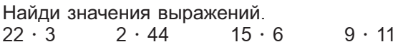 Найди значения выражений.
22 · 3 2 · 44 15 · 6 9 · 11